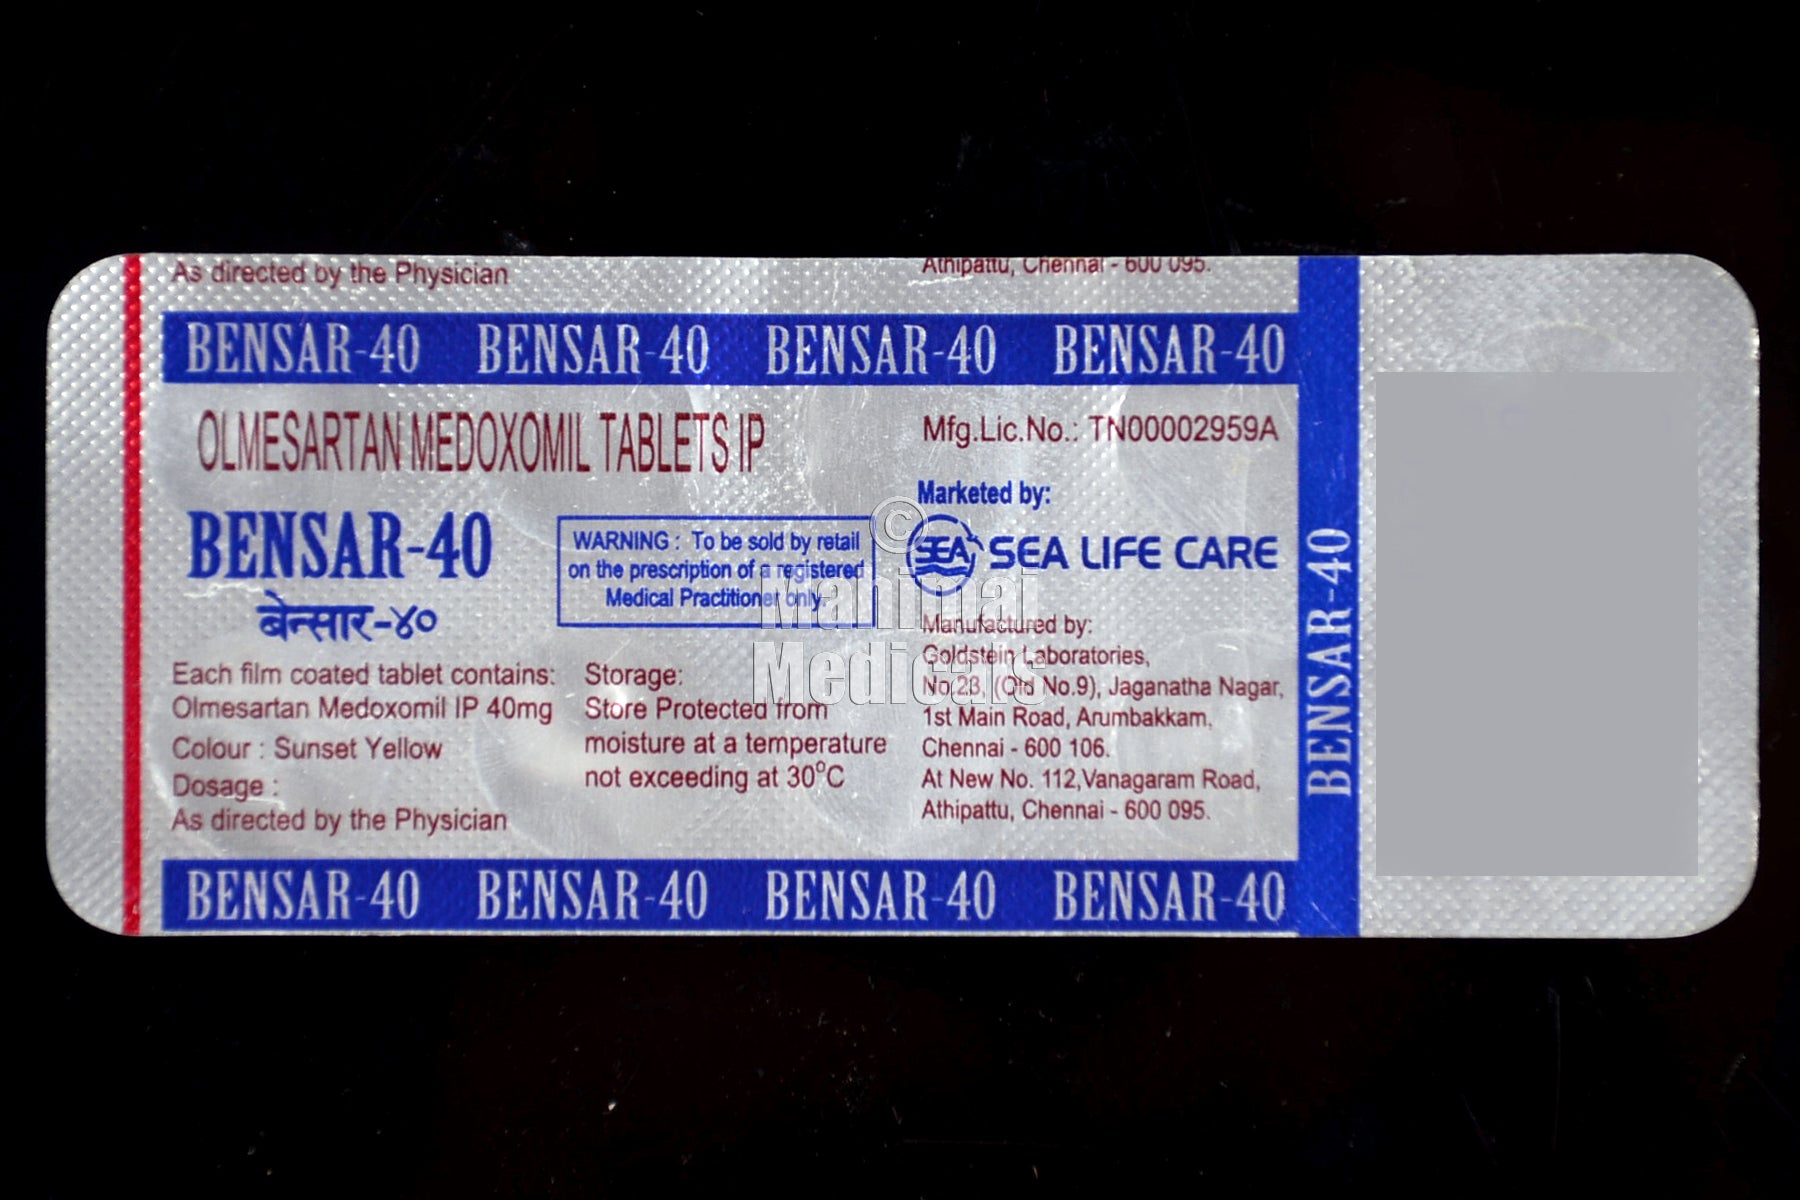 As directed by the Physician
Athipattu, Chennai - 600 095.
BENSAR-40 BENSAR-40 BENSAR-40 BENSAR-40
OLMESARTAN MEDOXOMIL TABLETS IP
BENSAR-40
बेन्सार-४०
WARNING : To be sold by retail
on the prescription of a registered
Medical Practitioner only.
Each film coated tablet contains:
Olmesartan Medoxomil IP 40mg
Colour : Sunset Yellow
Dosage :
As directed by the Physician
Storage:
Store Protected from
moisture at a temperature
not exceeding at 30°C
Mfg.Lic.No.: TN00002959A
Marketed by:
SEA SEA LIFE CARE
Manufactured by:
Goldstein Laboratories,
No.23, (Old No.9), Jaganatha Nagar,
1st Main Road, Arumbakkam,
Chennai - 600 106.
At New No. 112,Vanagaram Road,
Athipattu, Chennai - 600 095.
BENSAR-40 BENSAR-40 BENSAR-40 BENSAR-40
BENSAR-40
©
Mahimai
Medicals